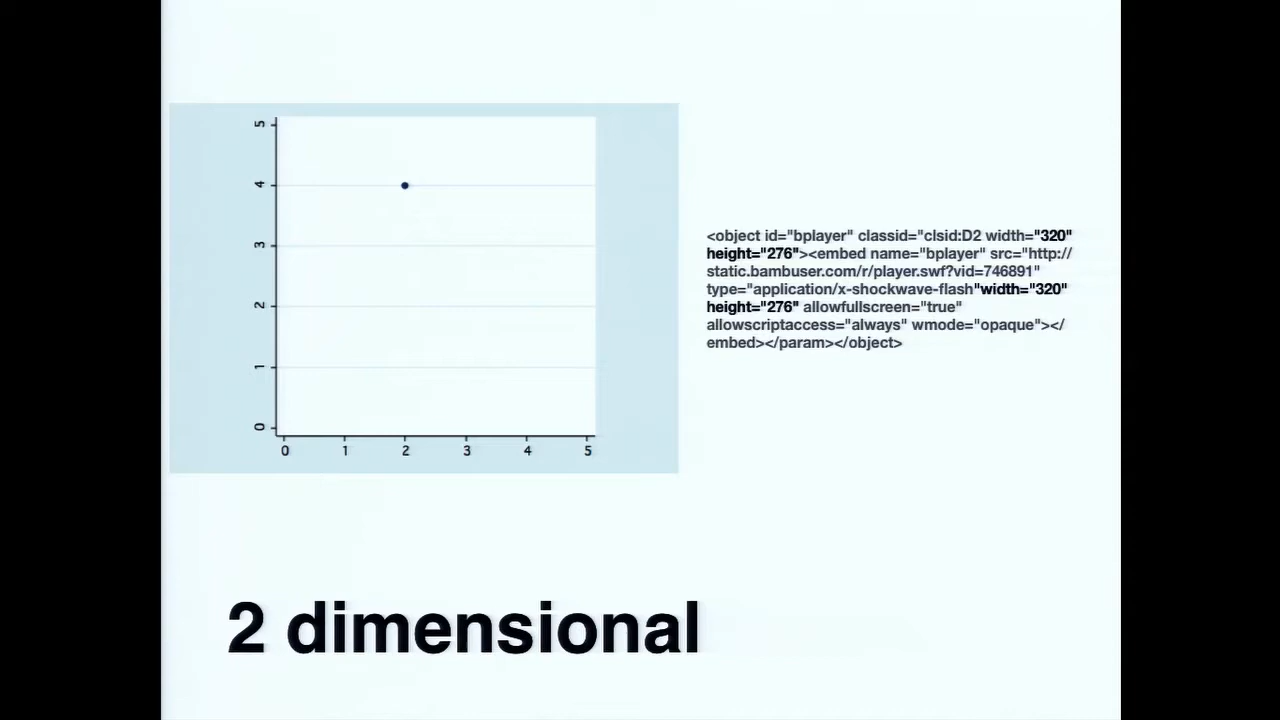 5
4
3
2
1
0
0 1 2 3 4 5
<object id="bplayer" classid="clsid:D2 width="320"
height="276"><embed name="bplayer" src="http://
static.bambuser.com/r/player.swf?vid=746891"
type="application/x-shockwave-flash"width="320"
height="276" allowfullscreen="true"
allowscriptaccess="always" wmode="opaque"></
embed></param></object>
2 dimensional